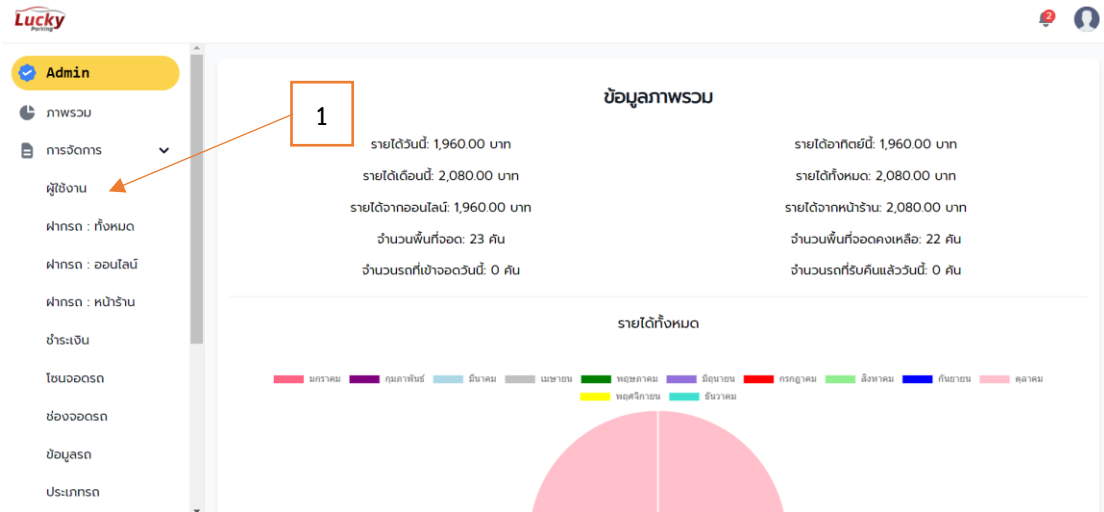 Lucky
Parking
2
Admin
ภาพรวม
การจัดการ
ผู้ใช้งาน
ฝากรถ : ทั้งหมด
ฝากรถ : ออนไลน์
ฝากรถ : หน้าร้าน
ชำระเงิน
โซนจอดรถ
ช่องจอดรถ
ข้อมูลรถ
ประเภทรถ
1
ข้อมูลภาพรวม
รายได้วันนี้: 1,960.00 บาท
รายได้อาทิตย์นี้: 1,960.00 บาท
รายได้เดือนนี้: 2,080.00 บาท
รายได้ทั้งหมด: 2,080.00 บาท
รายได้จากออนไลน์: 1,960.00 บาท
รายได้จากหน้าร้าน: 2,080.00 บาท
จำนวนพื้นที่จอด: 23 คัน
จำนวนพื้นที่จอดคงเหลือ: 22 คัน
จำนวนรถที่เข้าจอดวันนี้: 0 คัน
จำนวนรถที่รับคืนแล้ววันนี้: 0 คัน
รายได้ทั้งหมด
มกราคม กุมภาพันธ์ มีนาคม เมษายน พฤษภาคม มิถุนายน กรกฎาคม สิงหาคม กันยายน ตุลาคม
พฤศจิกายน ธันวาคม